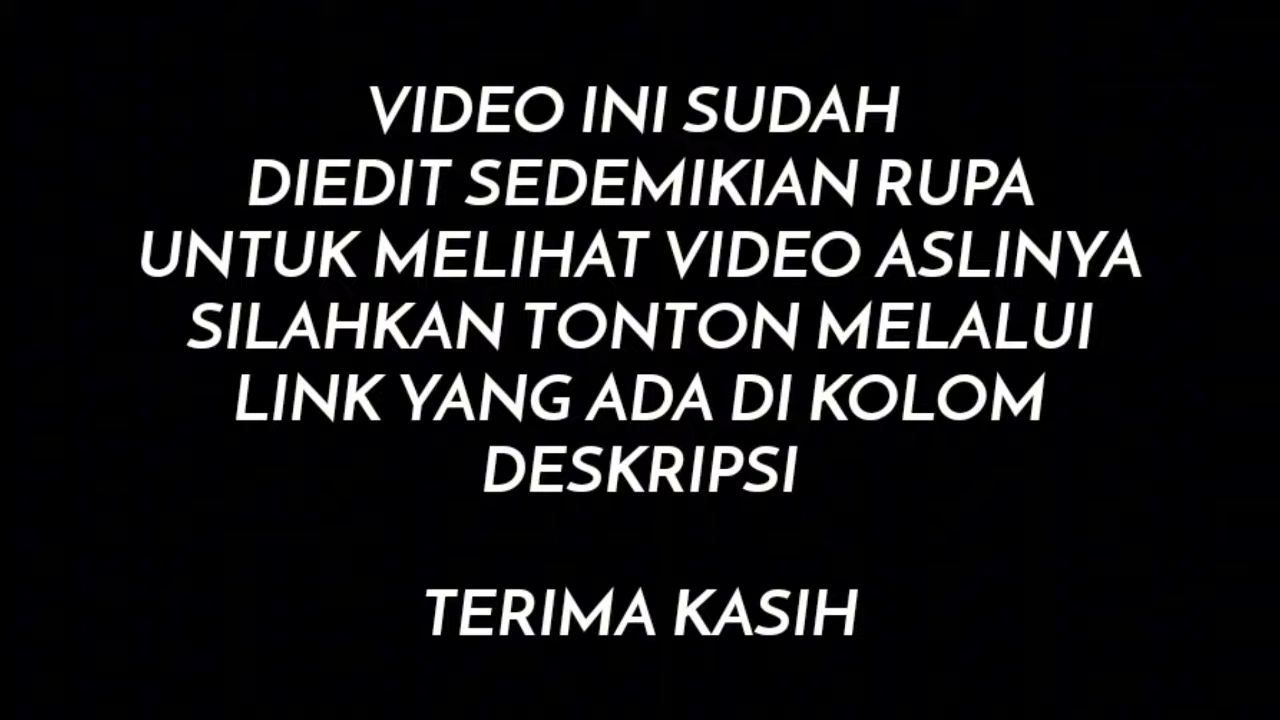 VIDEO INI SUDAH
DIEDIT SEDEMIKIAN RUPA
UNTUK MELIHAT VIDEO ASLINYA
SILAHKAN TONTON MELALUI
LINK YANG ADA DI KOLOM
DESKRIPSI
TERIMA KASIH